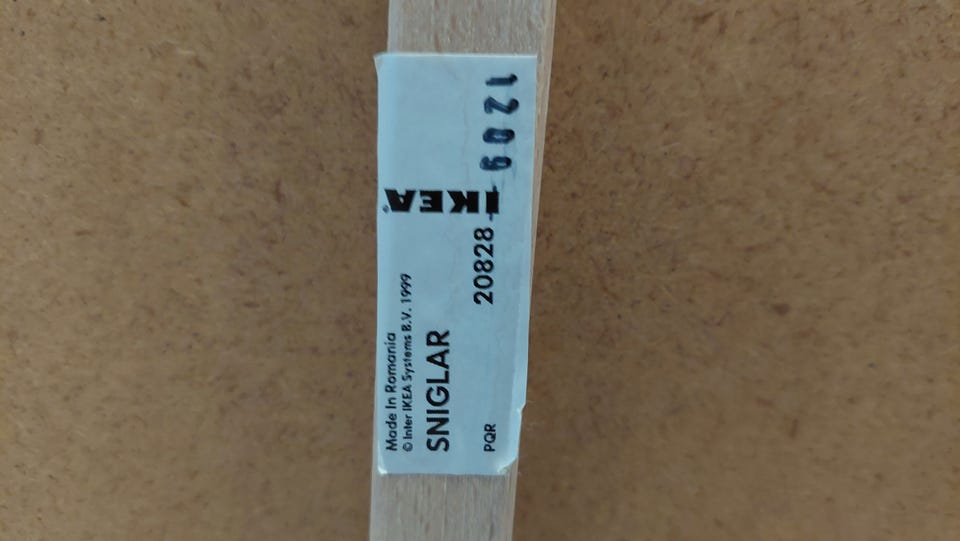 Made In Romania
© Inter IKEA Systems B.V. 1999
SNIGLAR
20828
PQR
IKEA®
1209